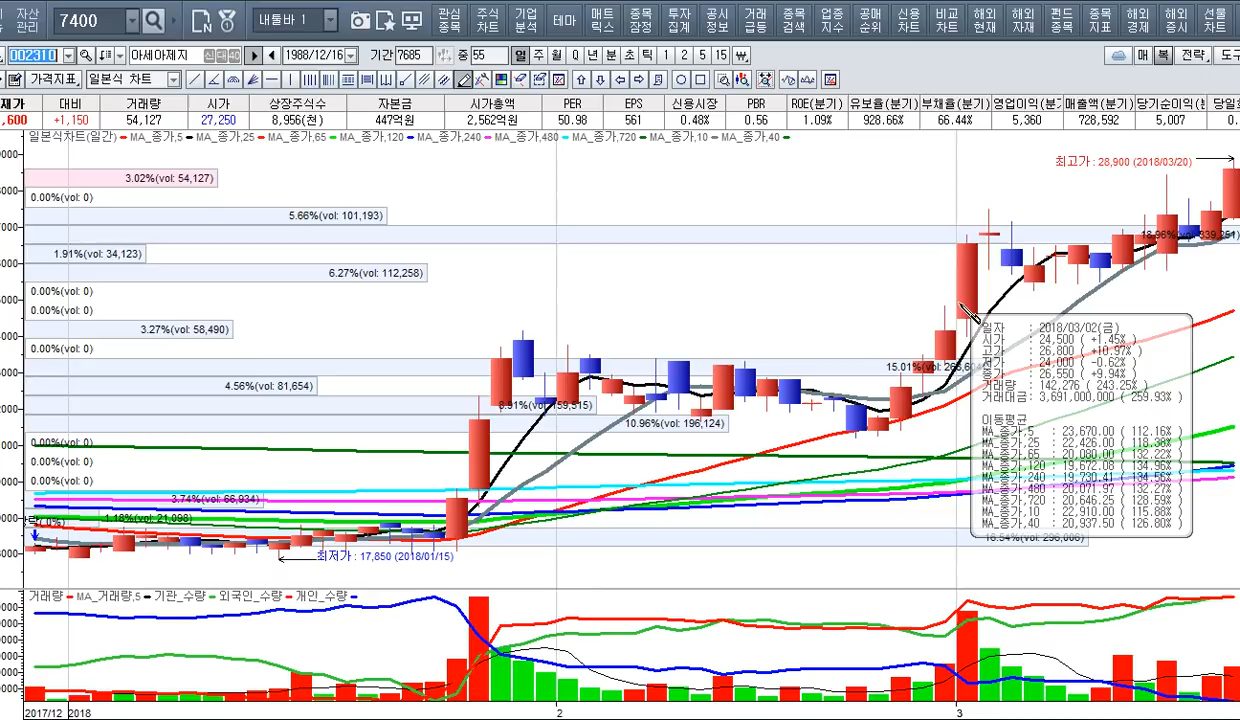 자산 관리
7400
내툴바 1
관심 종목
주식 차트
기업 분석
테마
매트 릭스
종목 잠정
투자 집계
공시 정보
거래 급등
종목 검색
업종 지수
공매 순위
신용 차트
비교 차트
해외 현재
해외 자재
펀드 종목
종목 지표
해외 공제
해외 증시
선물 차트
002310 아세아제지 신대40 1988/12/16 기간 7685 중 55 일 주 월 Q 년 분 초 틱 1 2 5 15 ₩ 매 복 전략
가격지표 일본식 차트
대비 거래량 시가 상장주식수 자본금 시가총액 PER EPS 신용시장 PBR ROE(분기) 유보율(분기) 부채율(분기) 영업이익(분기 매출액(분기) 당기순이익(분
,600 +1,150 54,127 27,250 8,956(천) 447억원 2,562억원 50.98 561 0.48% 0.56 1.09% 928.66% 66.44% 5,360 728,592 5,007 0.
일본식차트(일간) MA_종가,5 MA_종가,25 MA_종가,65 MA_종가,120 MA_종가,240 MA_종가,480 MA_종가,720 MA_종가,10 MA_종가,40
최고가 : 28,900 (2018/03/20)
3.02%(vol: 54,127)
0.00%(vol: 0)
5.66%(vol: 101,193)
18.96%(vol: 339,251)
1.91%(vol: 34,123)
6.27%(vol: 112,258)
0.00%(vol: 0)
0.00%(vol: 0)
3.27%(vol: 58,490)
0.00%(vol: 0)
4.56%(vol: 81,654)
8.91%(vol: 159,515)
10.96%(vol: 196,124)
0.00%(vol: 0)
0.00%(vol: 0)
0.00%(vol: 0)
3.74%(vol: 66,934)
1.18%(vol: 21,098)
16.54%(vol: 296,006)
최저가 : 17,850 (2018/01/15)
일자 : 2018/03/02(금)
시가 : 24,500 ( +1.45% )
고가 : 26,800 ( +10.97% )
저가 : 24,000 ( -0.62% )
종가 : 26,550 ( +9.94% )
거래량 : 142,276 ( 243.25% )
거래대금 : 3,691,000,000 ( 259.93% )
이동평균
MA_종가,5 : 23,670.00 ( 112.16% )
MA_종가,25 : 22,426.00 ( 118.38% )
MA_종가,65 : 20,080.00 ( 132.22% )
MA_종가,120 : 19,672.08 ( 134.96% )
MA_종가,240 : 19,730.41 ( 134.56% )
MA_종가,480 : 20,071.97 ( 132.27% )
MA_종가,720 : 20,646.25 ( 128.59% )
MA_종가,10 : 22,910.00 ( 115.88% )
MA_종가,40 : 20,937.50 ( 126.80% )
거래량 MA_거래량,5 기관_수량 외국인_수량 개인_수량
2017/12 2018 2 3